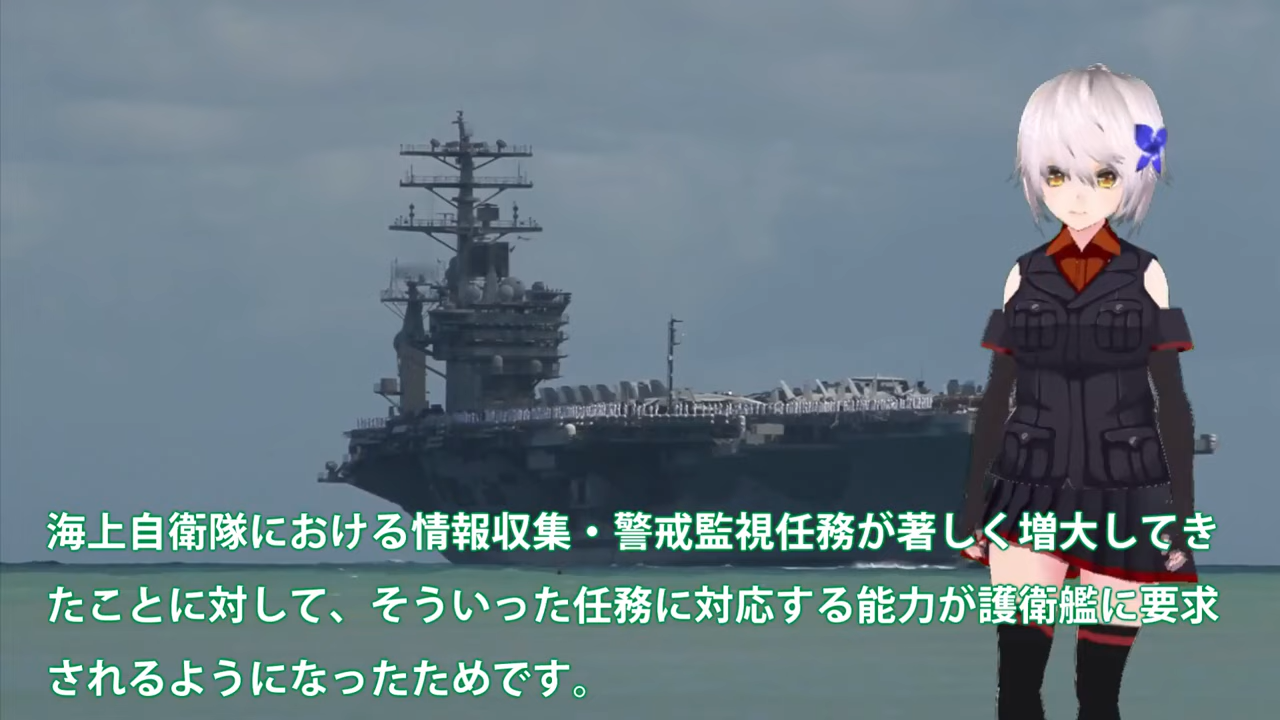 海上自衛隊における情報収集・警戒監視任務が著しく増大してき
たことに対して、そういった任務に対応する能力が護衛艦に要求
されるようになったためです。